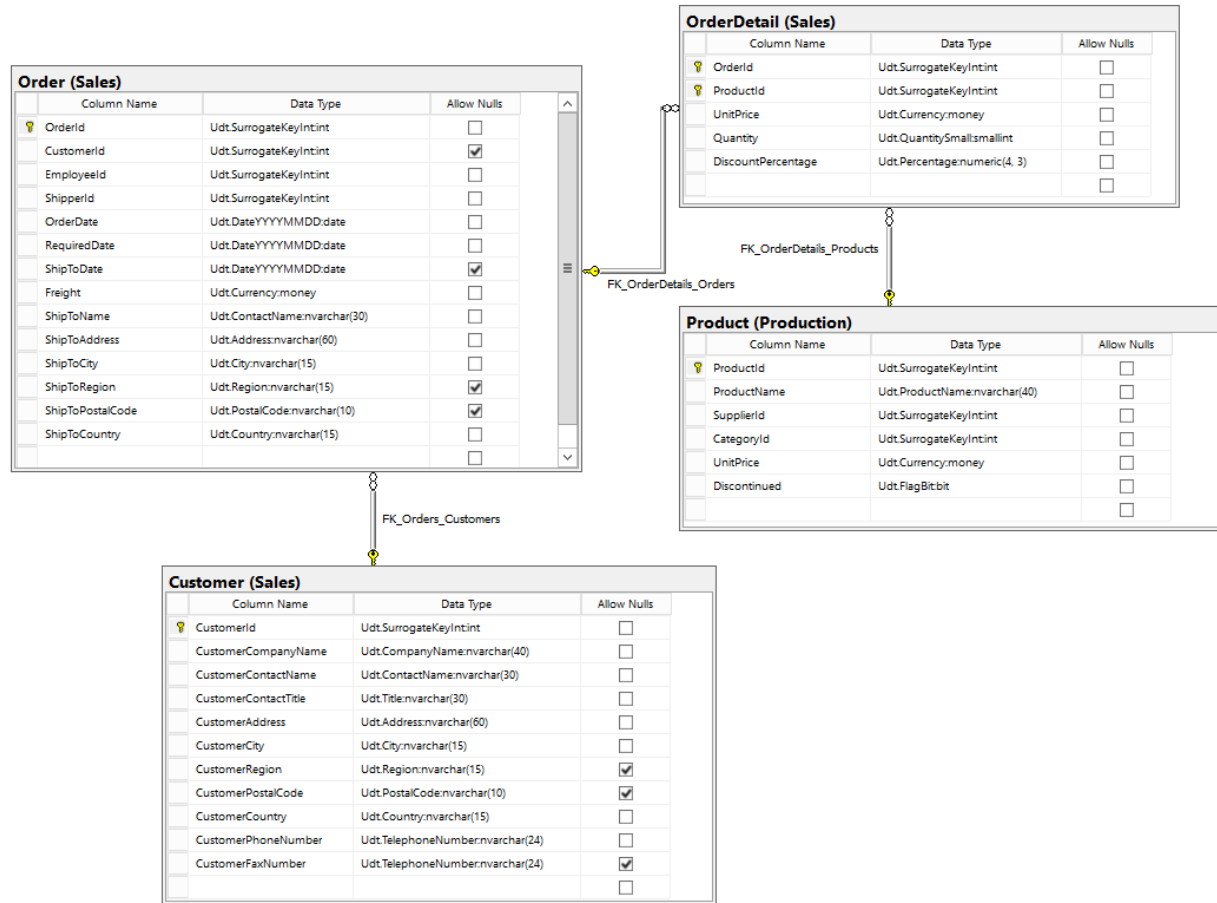 Order (Sales)
Column Name Data Type Allow Nulls
OrderId Udt.SurrogateKeyInt:int
CustomerId Udt.SurrogateKeyInt:int
EmployeeId Udt.SurrogateKeyInt:int
ShipperId Udt.SurrogateKeyInt:int
OrderDate Udt.DateYYYYMMDD:date
RequiredDate Udt.DateYYYYMMDD:date
ShipToDate Udt.DateYYYYMMDD:date
Freight Udt.Currency:money
ShipToName Udt.ContactName:nvarchar(30)
ShipToAddress Udt.Address:nvarchar(60)
ShipToCity Udt.City:nvarchar(15)
ShipToRegion Udt.Region:nvarchar(15)
ShipToPostalCode Udt.PostalCode:nvarchar(10)
ShipToCountry Udt.Country:nvarchar(15)
OrderDetail (Sales)
Column Name Data Type Allow Nulls
OrderId Udt.SurrogateKeyInt:int
ProductId Udt.SurrogateKeyInt:int
UnitPrice Udt.Currency:money
Quantity Udt.QuantitySmall:smallint
DiscountPercentage Udt.Percentage:numeric(4, 3)
FK_OrderDetails_Products
FK_OrderDetails_Orders
Product (Production)
Column Name Data Type Allow Nulls
ProductId Udt.SurrogateKeyInt:int
ProductName Udt.ProductName:nvarchar(40)
SupplierId Udt.SurrogateKeyInt:int
CategoryId Udt.SurrogateKeyInt:int
UnitPrice Udt.Currency:money
Discontinued Udt.FlagBit:bit
FK_Orders_Customers
Customer (Sales)
Column Name Data Type Allow Nulls
CustomerId Udt.SurrogateKeyInt:int
CustomerCompanyName Udt.CompanyName:nvarchar(40)
CustomerContactName Udt.ContactName:nvarchar(30)
CustomerContactTitle Udt.Title:nvarchar(30)
CustomerAddress Udt.Address:nvarchar(60)
CustomerCity Udt.City:nvarchar(15)
CustomerRegion Udt.Region:nvarchar(15)
CustomerPostalCode Udt.PostalCode:nvarchar(10)
CustomerCountry Udt.Country:nvarchar(15)
CustomerPhoneNumber Udt.TelephoneNumber:nvarchar(24)
CustomerFaxNumber Udt.TelephoneNumber:nvarchar(24)